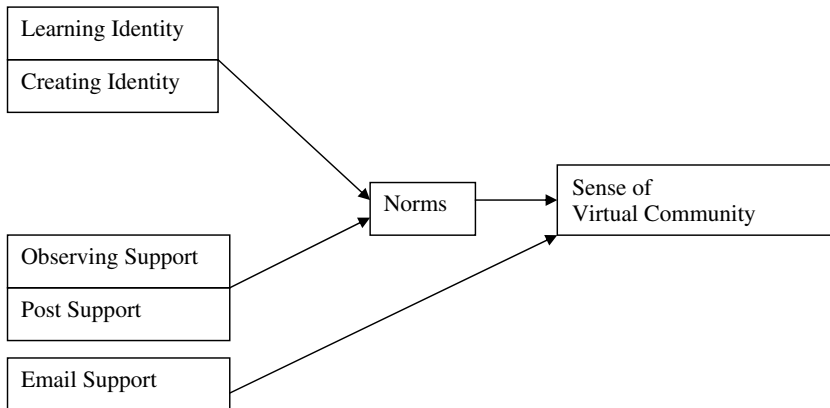 Learning Identity
Creating Identity
Norms
Sense of
Virtual Community
Observing Support
Post Support
Email Support